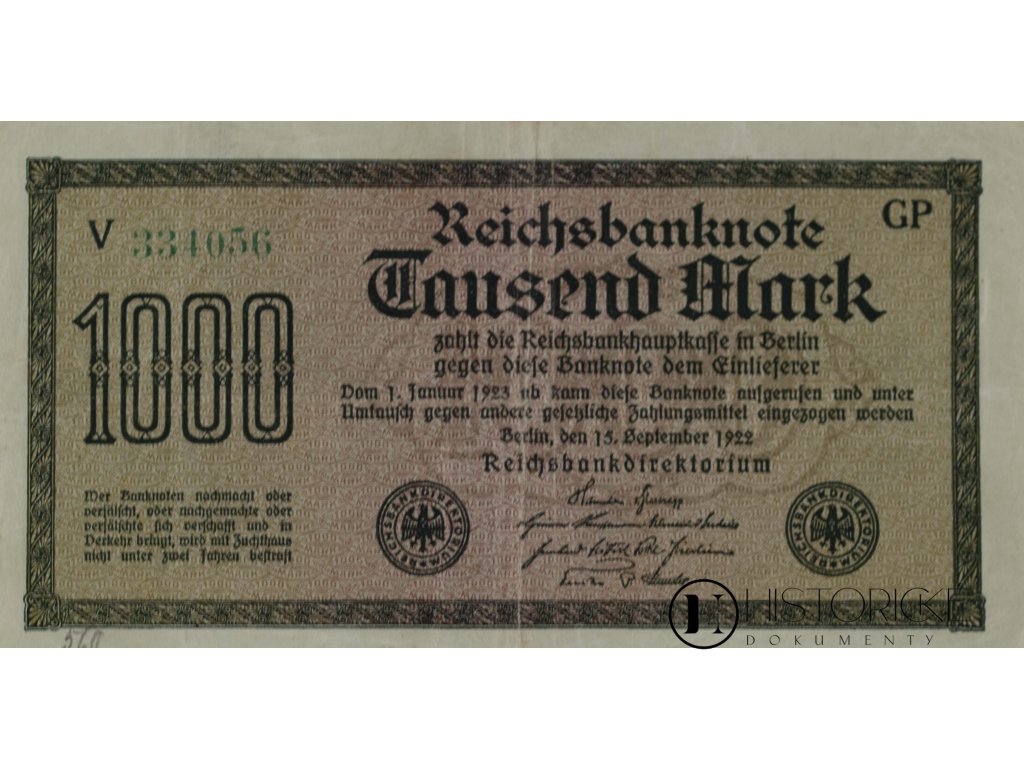 V 334056
GP
1000
Reichsbanknote
Tausend Mark
zahlt die Reichsbankhauptkasse in Berlin
gegen diese Banknote dem Einlieferer
Vom 1. Januar 1923 ab kann diese Banknote aufgerufen und unter
Umtausch gegen andere gesetzliche Zahlungsmittel eingezogen werden
Berlin, den 15. September 1922
Reichsbankdirektorium
Wer Banknoten nachmacht oder
verfälscht, oder nachgemachte oder
verfälschte sich verschafft und in
Verkehr bringt, wird mit Zuchthaus
nicht unter zwei Jahren bestraft
REICHSBANKDIREKTORIUM
REICHSBANKDIREKTORIUM
HISTORICKÉ
DOKUMENTY